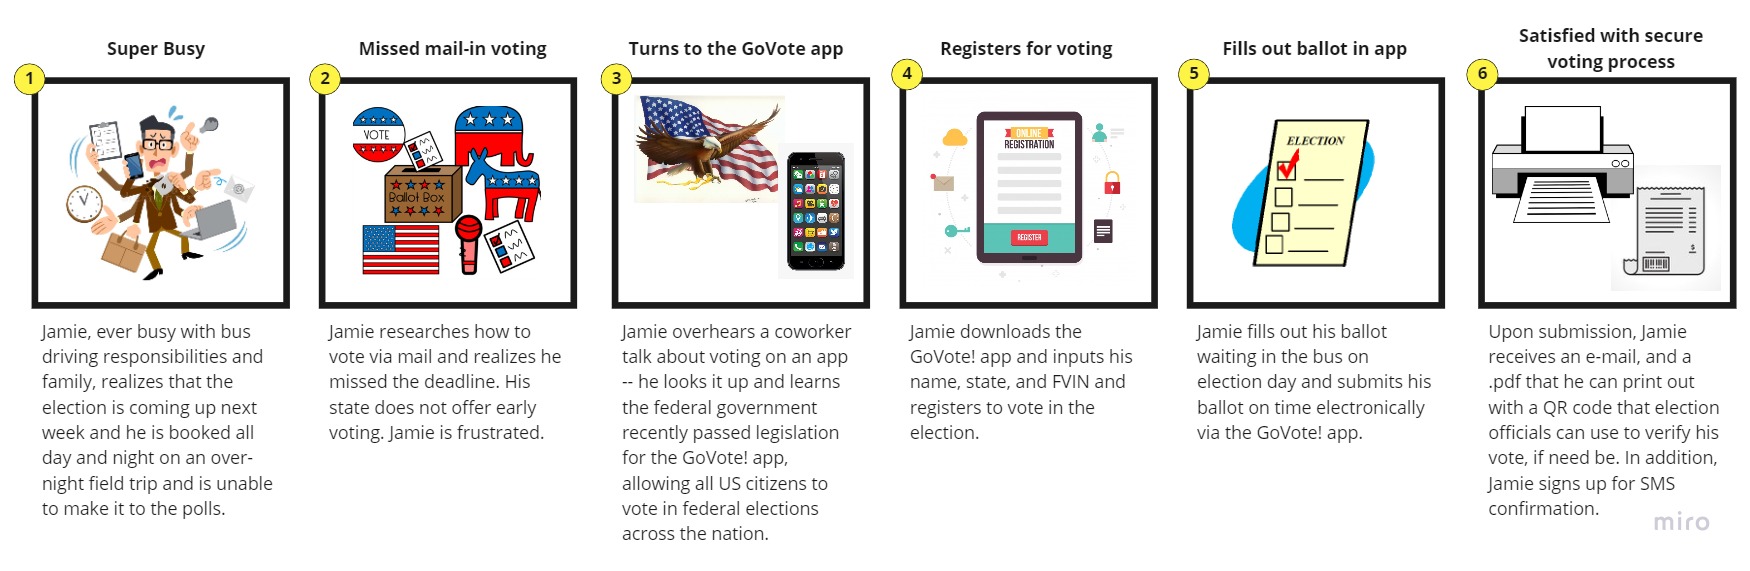 Super Busy
1
Jamie, ever busy with bus
driving responsibilities and
family, realizes that the
election is coming up next
week and he is booked all
day and night on an over-
night field trip and is unable
to make it to the polls.
Missed mail-in voting
2
VOTE
Ballot Box
Jamie researches how to
vote via mail and realizes he
missed the deadline. His
state does not offer early
voting. Jamie is frustrated.
Turns to the GoVote app
3
Jamie overhears a coworker
talk about voting on an app
-- he looks it up and learns
the federal government
recently passed legislation
for the GoVote! app,
allowing all US citizens to
vote in federal elections
across the nation.
Registers for voting
4
ONLINE
REGISTRATION
REGISTER
Jamie downloads the
GoVote! app and inputs his
name, state, and FVIN and
registers to vote in the
election.
Fills out ballot in app
5
ELECTION
Jamie fills out his ballot
waiting in the bus on
election day and submits his
ballot on time electronically
via the GoVote! app.
Satisfied with secure
voting process
6
$
Upon submission, Jamie
receives an e-mail, and a
.pdf that he can print out
with a QR code that election
officials can use to verify his
vote, if need be. In addition,
Jamie signs up for SMS
confirmation.
miro